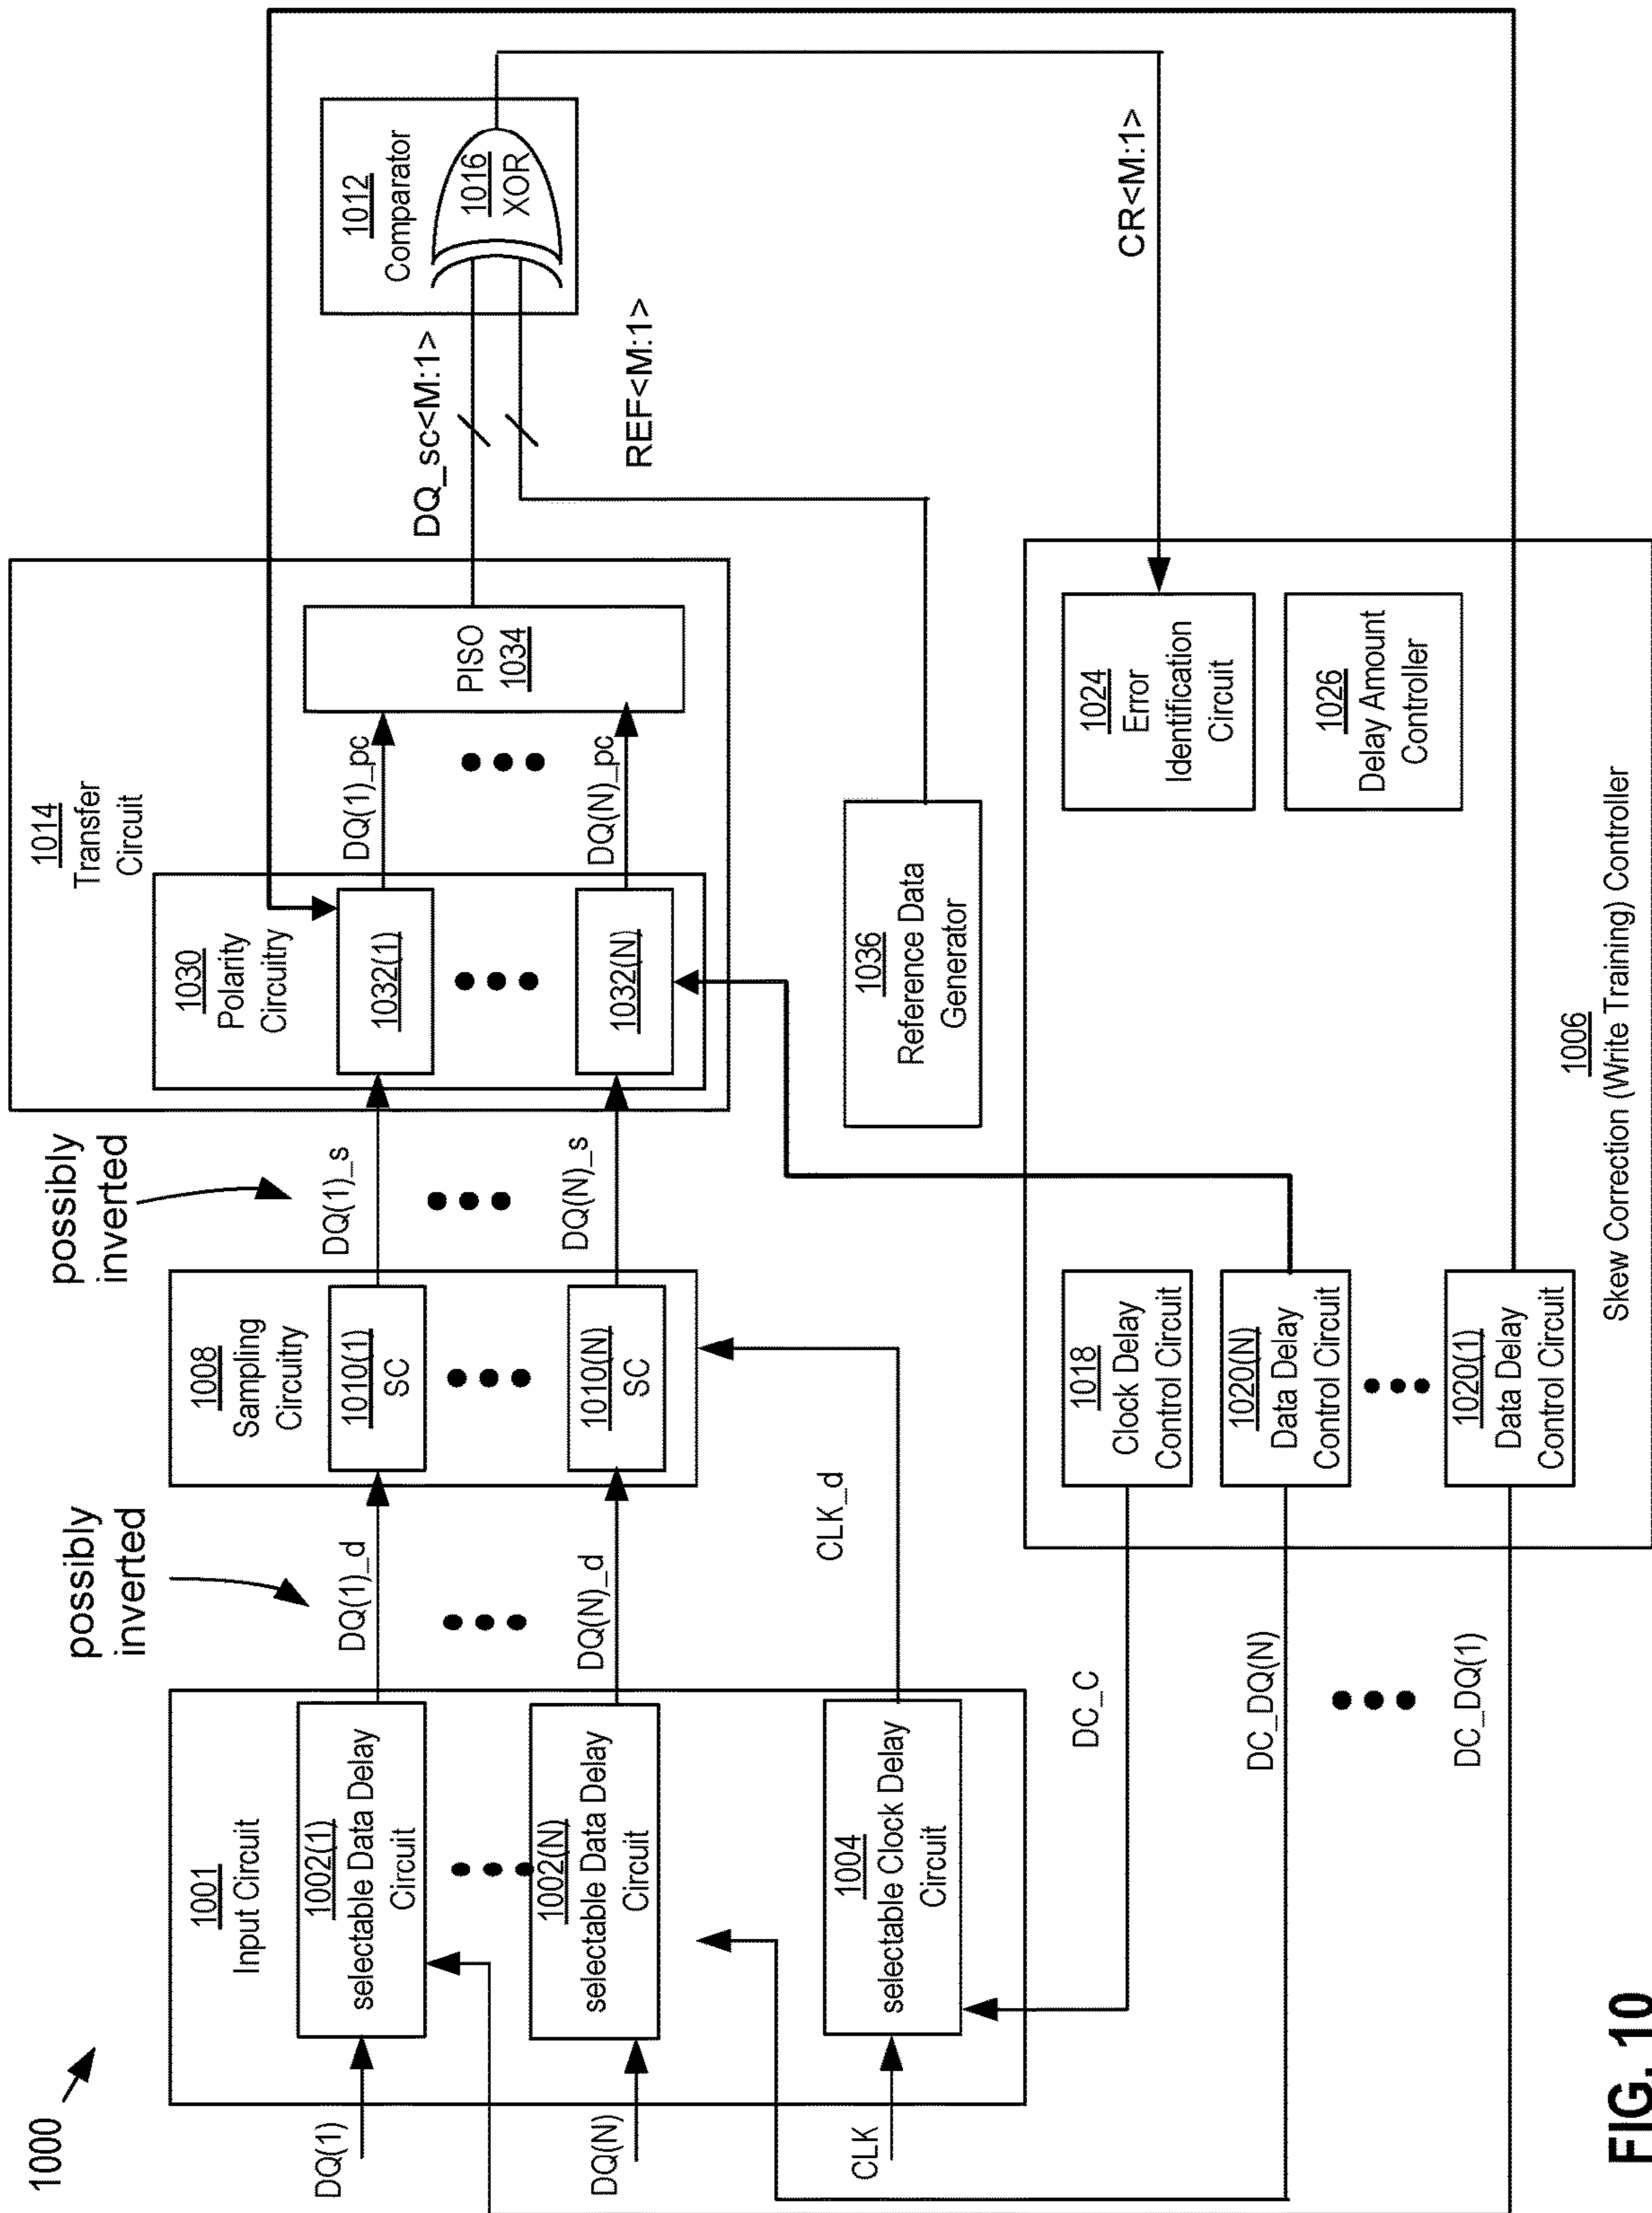 1000
DQ(1)
DQ(N)
CLK
1001
Input Circuit
1002(1)
selectable Data Delay
Circuit
1002(N)
selectable Data Delay
Circuit
1004
selectable Clock Delay
Circuit
possibly
inverted
DQ(1)_d
DQ(N)_d
CLK_d
1008
Sampling
Circuitry
1010(1)
SC
1010(N)
SC
possibly
inverted
DQ(1)_s
DQ(N)_s
1014
Transfer
Circuit
1030
Polarity
Circuitry
1032(1)
1032(N)
DQ(1)_pc
DQ(N)_pc
PISO
1034
DQ_sc<M:1>
REF<M:1>
1012
Comparator
1016
XOR
CR<M:1>
1036
Reference Data
Generator
DC_C
DC_DQ(N)
DC_DQ(1)
1018
Clock Delay
Control Circuit
1020(N)
Data Delay
Control Circuit
1020(1)
Data Delay
Control Circuit
1024
Error
Identification
Circuit
1026
Delay Amount
Controller
1006
Skew Correction (Write Training) Controller
FIG. 10